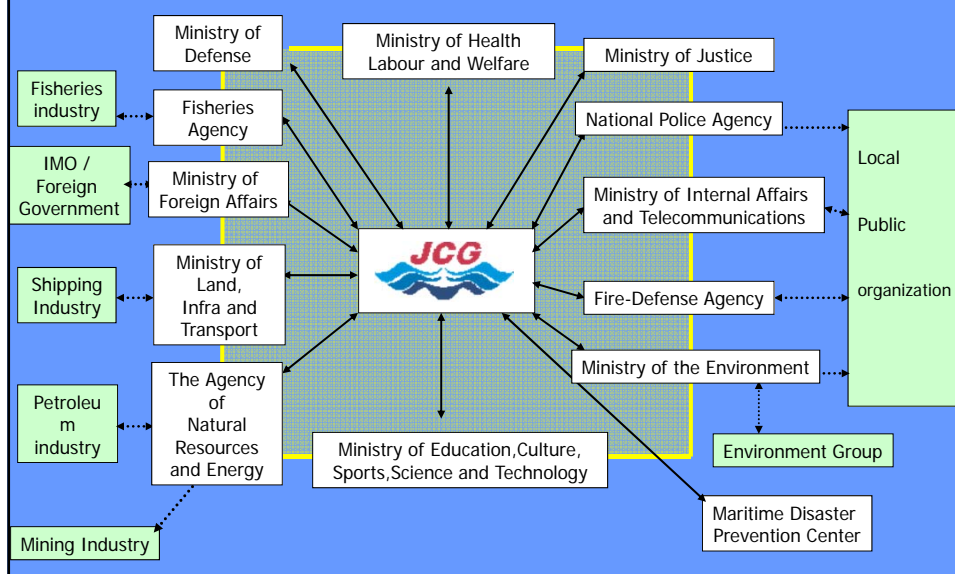 Ministry of
Defense
Ministry of Health
Labour and Welfare
Ministry of Justice
Fisheries
industry
Fisheries
Agency
National Police Agency
IMO /
Foreign
Government
Ministry of
Foreign Affairs
Ministry of Internal Affairs
and Telecommunications
Local
Public
organization
JCG
Shipping
Industry
Ministry of
Land,
Infra and
Transport
Fire-Defense Agency
Ministry of the Environment
Petroleu
m
industry
The Agency
of
Natural
Resources
and Energy
Ministry of Education,Culture,
Sports,Science and Technology
Environment Group
Maritime Disaster
Prevention Center
Mining Industry